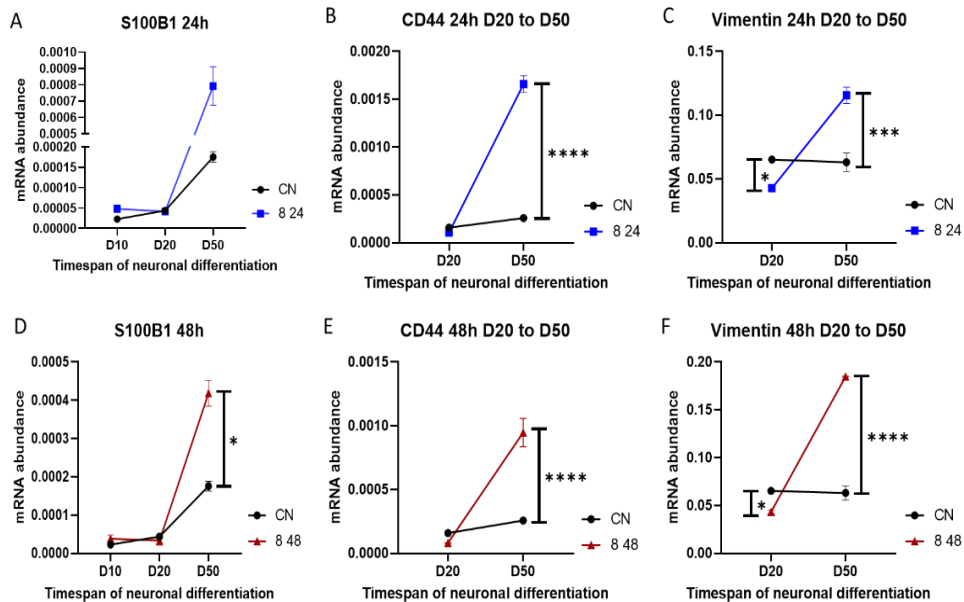 A
S100B1 24h
mRNA abundance
0.0010
0.0009
0.0008
0.0007
0.0006
0.0005
0.00020
0.00015
0.00010
0.00005
0.00000
D10 D20 D50
Timespan of neuronal differentiation
CN
8 24
B
CD44 24h D20 to D50
mRNA abundance
0.0020
0.0015
0.0010
0.0005
0.0000
****
D20 D50
Timespan of neuronal differentiation
CN
8 24
C
Vimentin 24h D20 to D50
mRNA abundance
0.15
0.10
0.05
0.00
*
***
D20 D50
Timespan of neuronal differentiation
CN
8 24
D
S100B1 48h
mRNA abundance
0.0005
0.0004
0.0003
0.0002
0.0001
0.0000
*
D10 D20 D50
Timespan of neuronal differentiation
CN
8 48
E
CD44 48h D20 to D50
mRNA abundance
0.0015
0.0010
0.0005
0.0000
****
D20 D50
Timespan of neuronal differentiation
CN
8 48
F
Vimentin 48h D20 to D50
mRNA abundance
0.20
0.15
0.10
0.05
0.00
*
****
D20 D50
Timespan of neuronal differentiation
CN
8 48